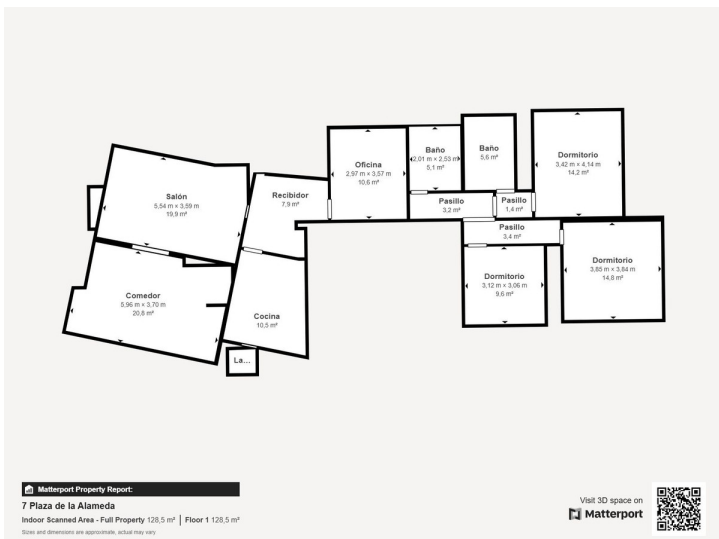 Baño
5,6 m²
Baño
2,01 m × 2,53 m
5,1 m²
Dormitorio
3,42 m × 4,14 m
14,2 m²
Oficina
2,97 m × 3,57 m
10,6 m²
Salón
5,54 m × 3,59 m
19,9 m²
Recibidor
7,9 m²
Pasillo
3,2 m²
Pasillo
1,4 m²
Pasillo
3,4 m²
Dormitorio
3,85 m × 3,84 m
14,8 m²
Dormitorio
3,12 m × 3,06 m
9,6 m²
Comedor
5,96 m × 3,70 m
20,8 m²
Cocina
10,5 m²
La...
Matterport Property Report:
7 Plaza de la Alameda
Indoor Scanned Area - Full Property 128,5 m² | Floor 1 128,5 m²
Sizes and dimensions are approximate, actual may vary
Visit 3D space on
Matterport